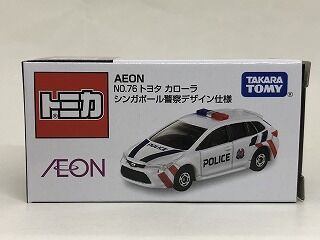 トミカ
AEON
NO.76 トヨタ カローラ
シンガポール警察デザイン仕様
TAKARA
TOMY
ÆON
POLICE